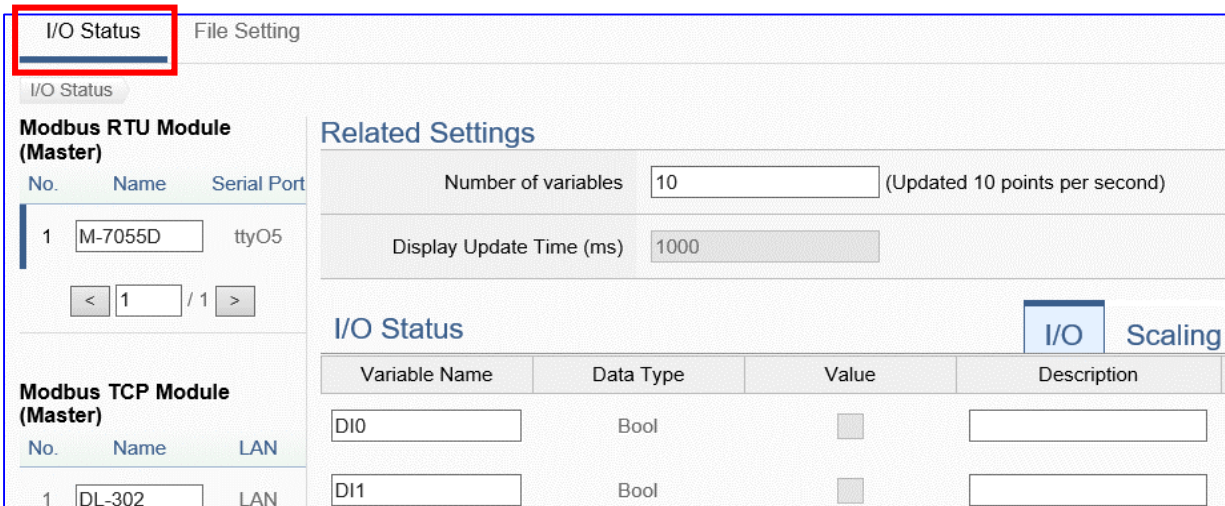 I/O Status File Setting
I/O Status
Modbus RTU Module
(Master)
No. Name Serial Port
1 M-7055D ttyO5
< 1 / 1 >
Modbus TCP Module
(Master)
No. Name LAN
1 DL-302 LAN
Related Settings
Number of variables 10 (Updated 10 points per second)
Display Update Time (ms) 1000
I/O Status I/O Scaling
Variable Name Data Type Value Description
DI0 Bool
DI1 Bool